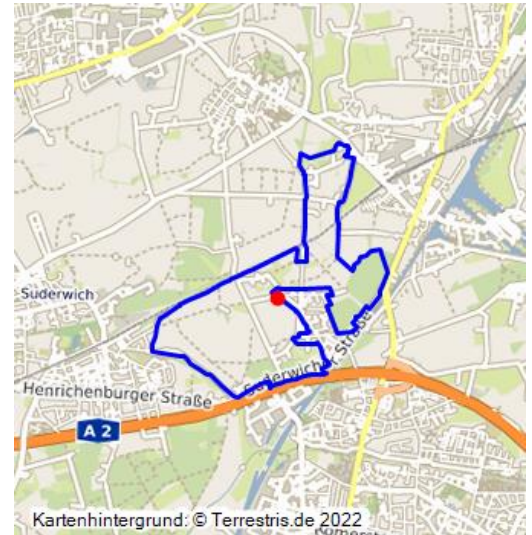 Suderwich
Suderwicher Straße
Henrichenburger Straße
A 2
Kartenhintergrund: © Terrestris.de 2022